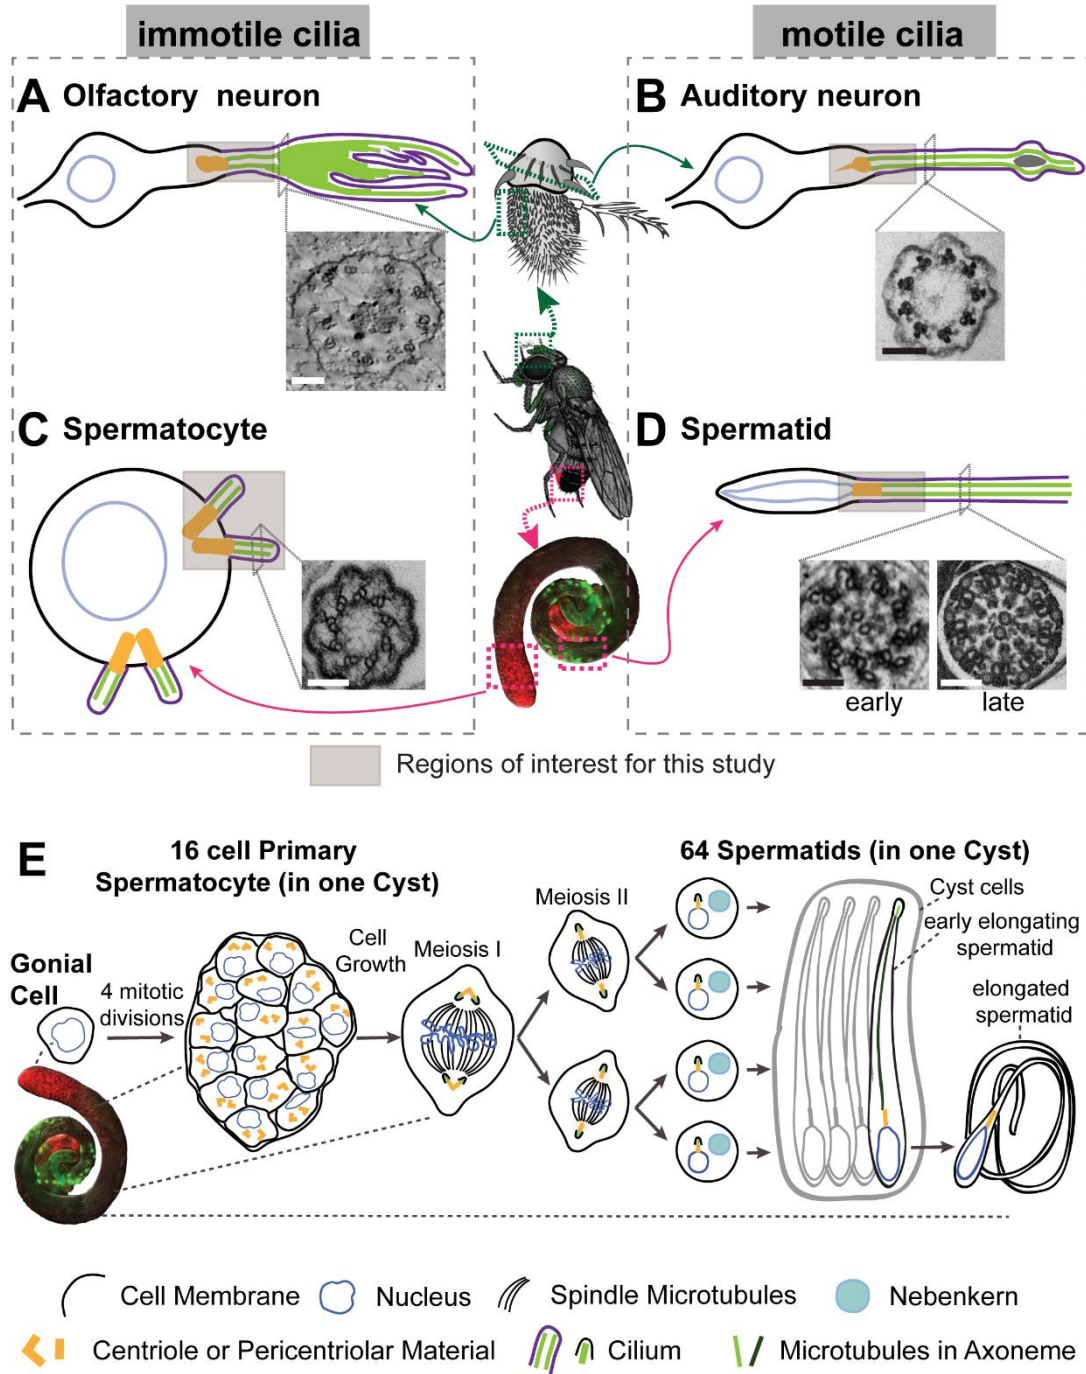 immotile cilia
motile cilia
A Olfactory neuron
B Auditory neuron
C Spermatocyte
D Spermatid
early
late
Regions of interest for this study
E
16 cell Primary
Spermatocyte (in one Cyst)
64 Spermatids (in one Cyst)
Gonial
Cell
4 mitotic
divisions
Cell
Growth
Meiosis I
Meiosis II
Cyst cells
early elongating
spermatid
elongated
spermatid
Cell Membrane
Nucleus
Spindle Microtubules
Nebenkern
Centriole or Pericentriolar Material
Cilium
Microtubules in Axoneme